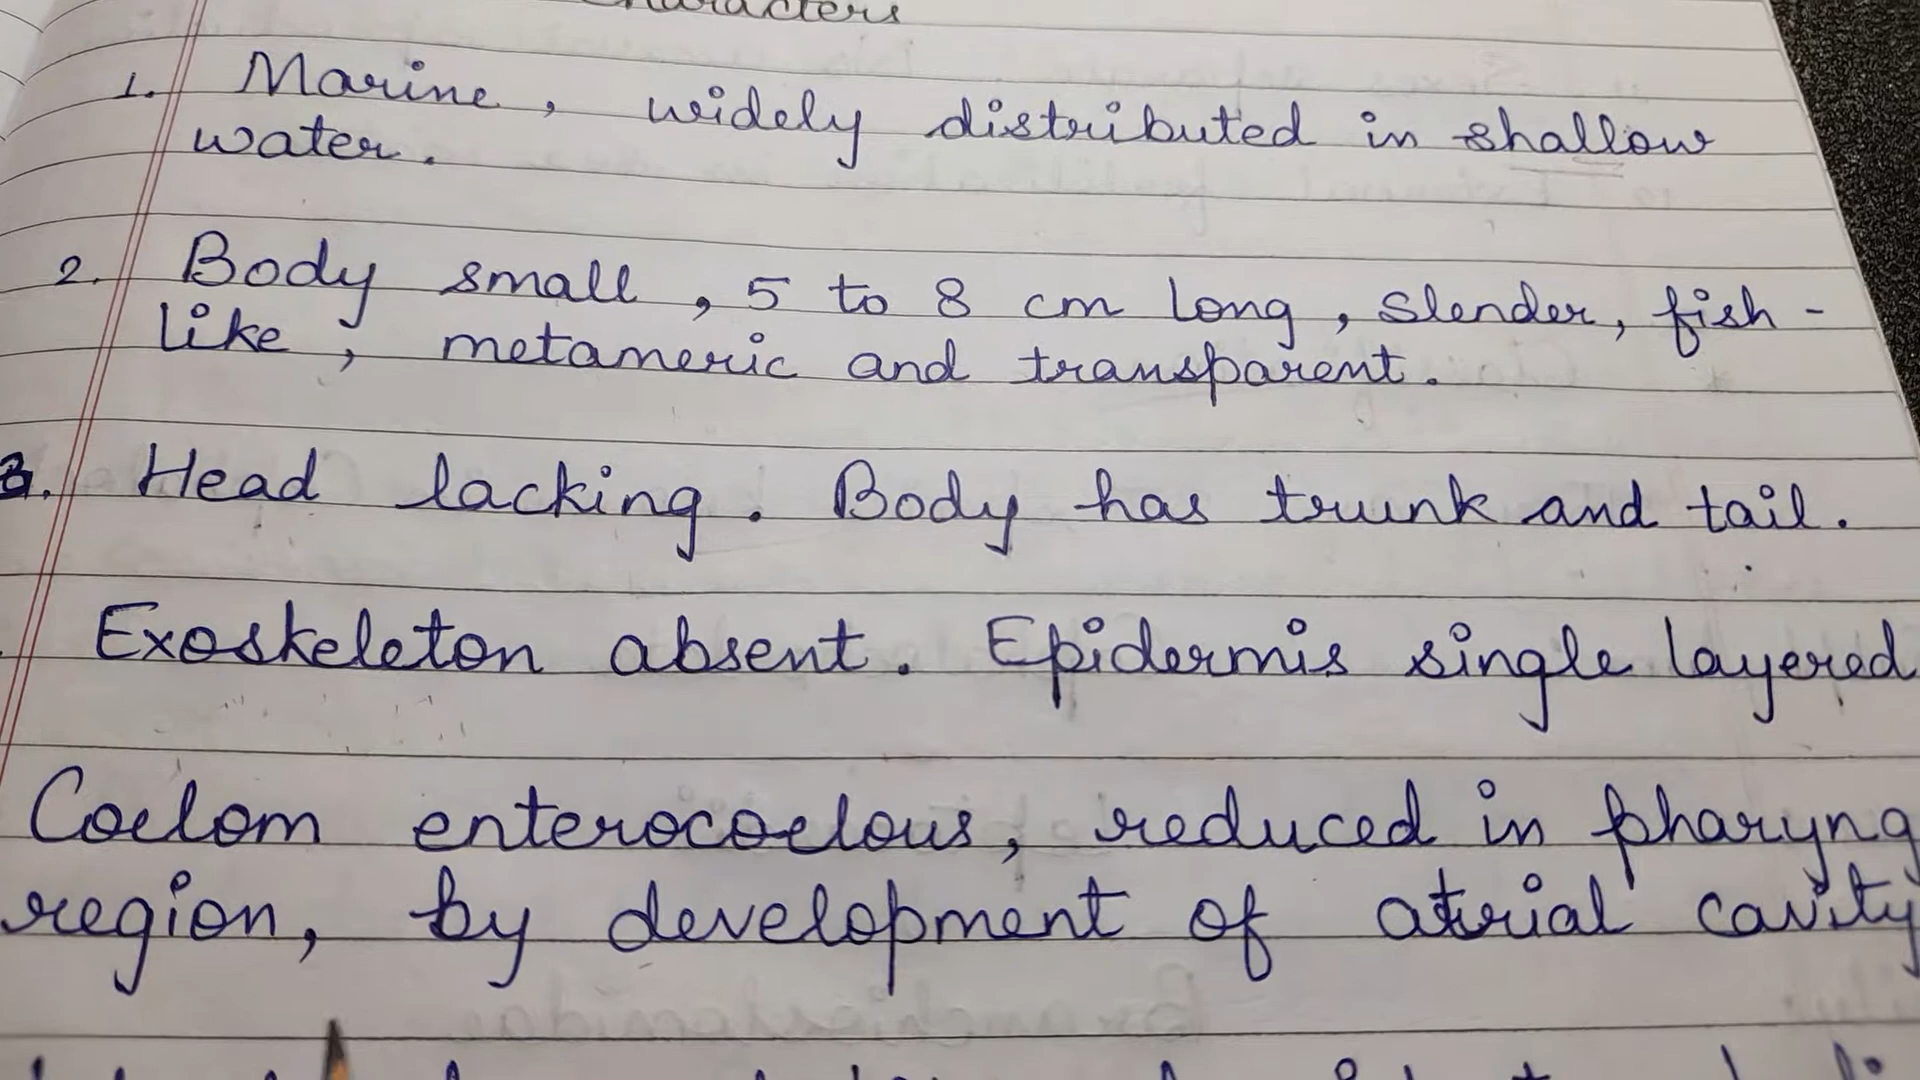 Characters
1. Marine, widely distributed in shallow
water.
2. Body small, 5 to 8 cm long, slender, fish-
like, metameric and transparent.
3. Head lacking. Body has trunk and tail.
Exoskeleton absent. Epidermis single layered
Coelom enterocoelous, reduced in pharyng
region, by development of atrial cavity